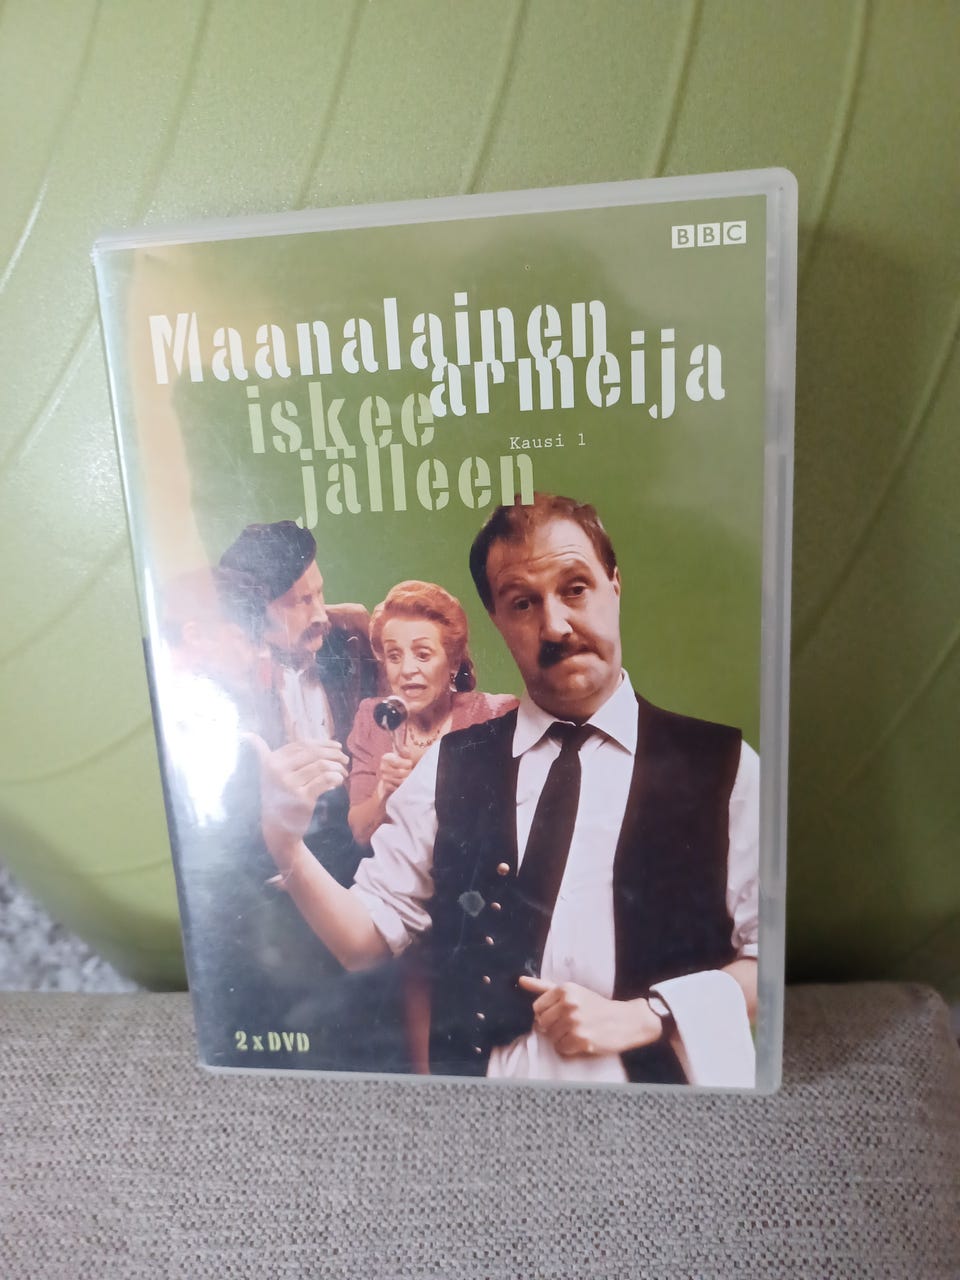 BBC
Maanalainen
armeija
iskee
jälleen
Kausi 1
2 x DVD